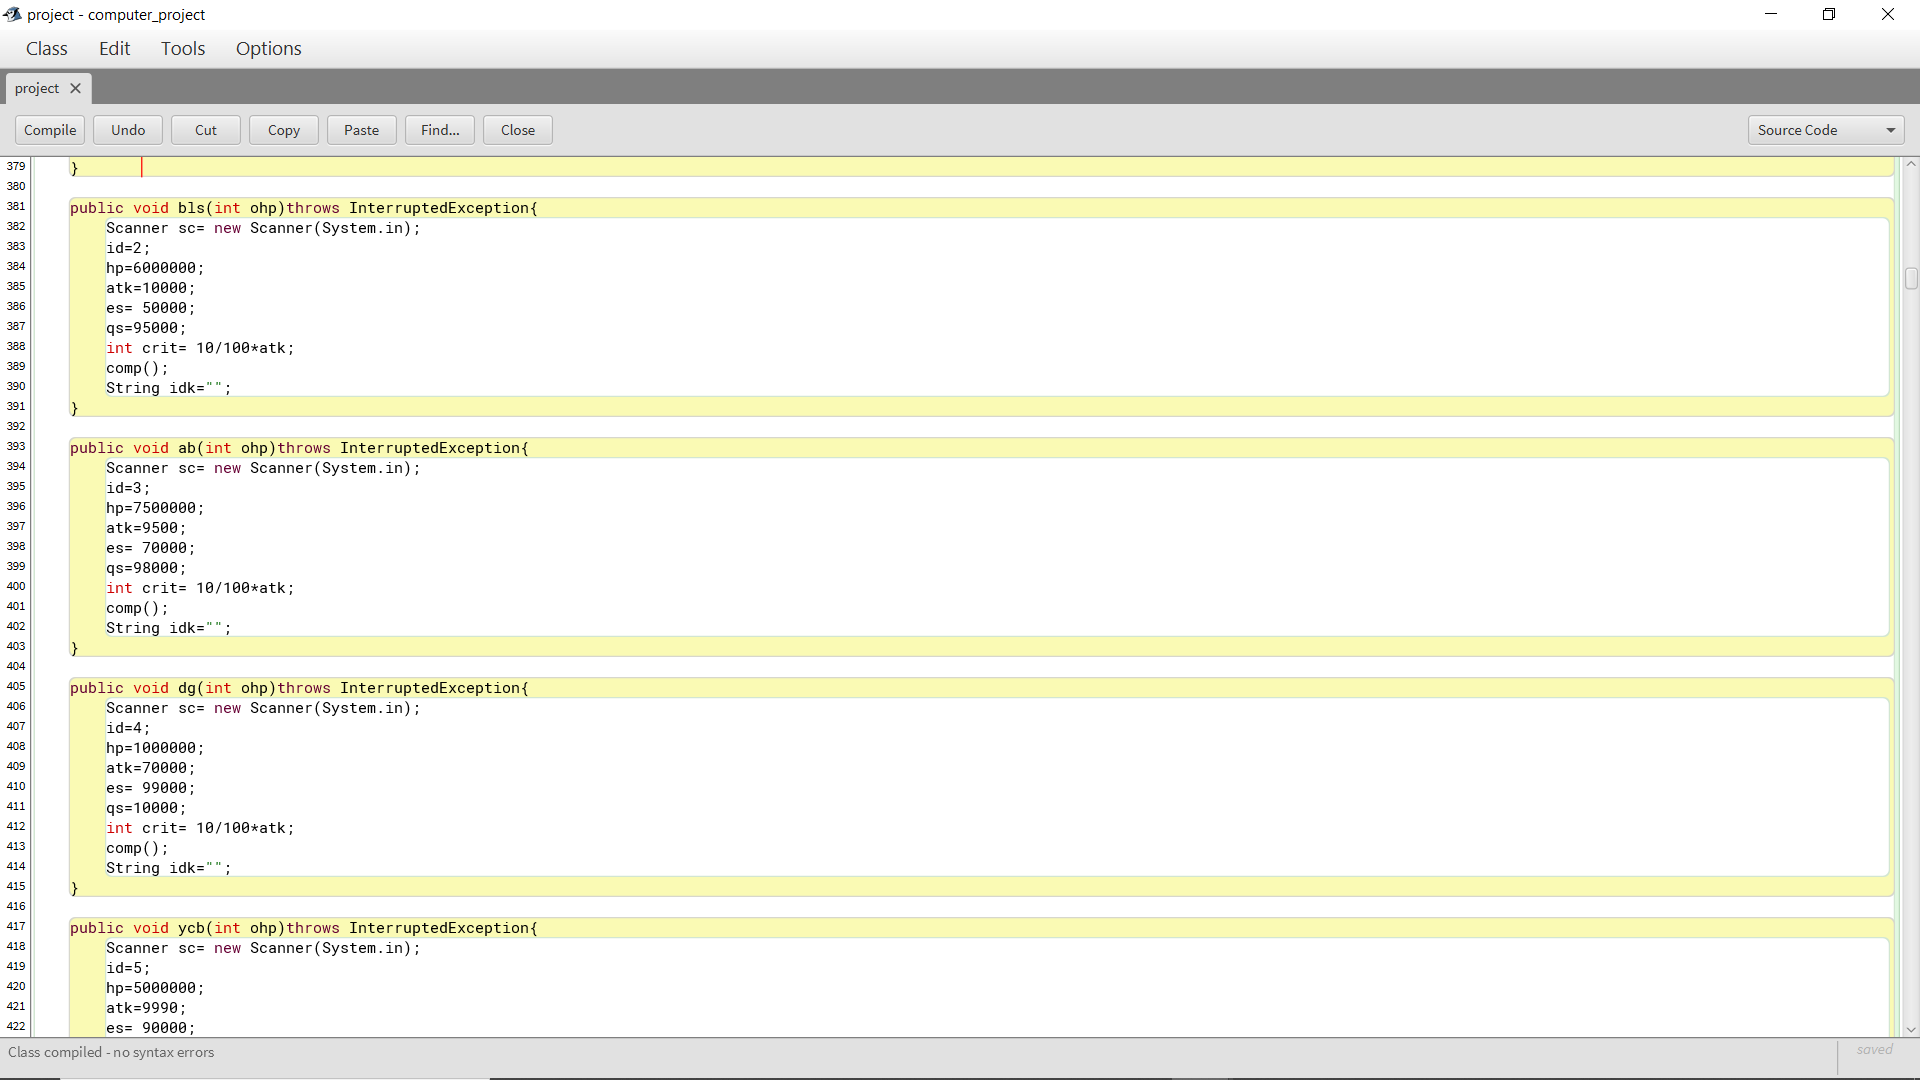 project - computer_project
Class Edit Tools Options
project
Compile Undo Cut Copy Paste Find... Close Source Code
379 }
380
381 public void bls(int ohp)throws InterruptedException{
382 Scanner sc= new Scanner(System.in);
383 id=2;
384 hp=6000000;
385 atk=10000;
386 es= 50000;
387 qs=95000;
388 int crit= 10/100*atk;
389 comp();
390 String idk="";
391 }
392
393 public void ab(int ohp)throws InterruptedException{
394 Scanner sc= new Scanner(System.in);
395 id=3;
396 hp=7500000;
397 atk=9500;
398 es= 70000;
399 qs=98000;
400 int crit= 10/100*atk;
401 comp();
402 String idk="";
403 }
404
405 public void dg(int ohp)throws InterruptedException{
406 Scanner sc= new Scanner(System.in);
407 id=4;
408 hp=1000000;
409 atk=70000;
410 es= 99000;
411 qs=10000;
412 int crit= 10/100*atk;
413 comp();
414 String idk="";
415 }
416
417 public void ycb(int ohp)throws InterruptedException{
418 Scanner sc= new Scanner(System.in);
419 id=5;
420 hp=5000000;
421 atk=9990;
422 es= 90000;
Class compiled - no syntax errors
saved